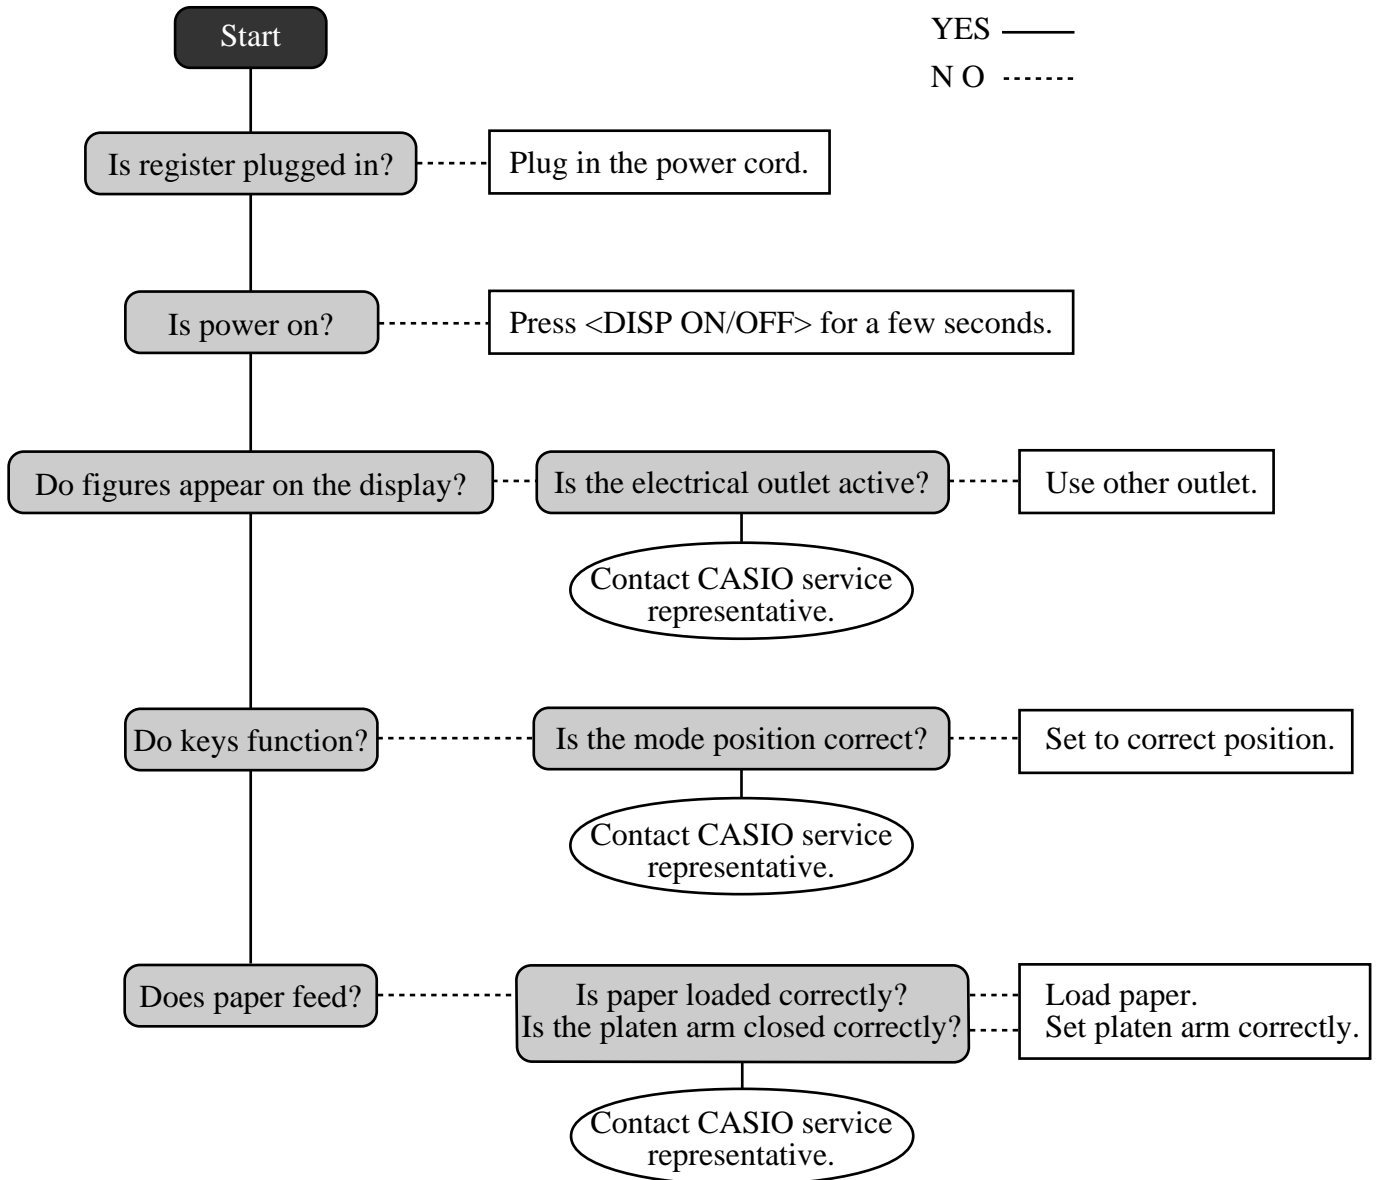 Start
YES
N O
Is register plugged in?
Plug in the power cord.
Is power on?
Press <DISP ON/OFF> for a few seconds.
Do figures appear on the display?
Is the electrical outlet active?
Use other outlet.
Contact CASIO service
representative.
Do keys function?
Is the mode position correct?
Set to correct position.
Contact CASIO service
representative.
Does paper feed?
Is paper loaded correctly?
Is the platen arm closed correctly?
Load paper.
Set platen arm correctly.
Contact CASIO service
representative.